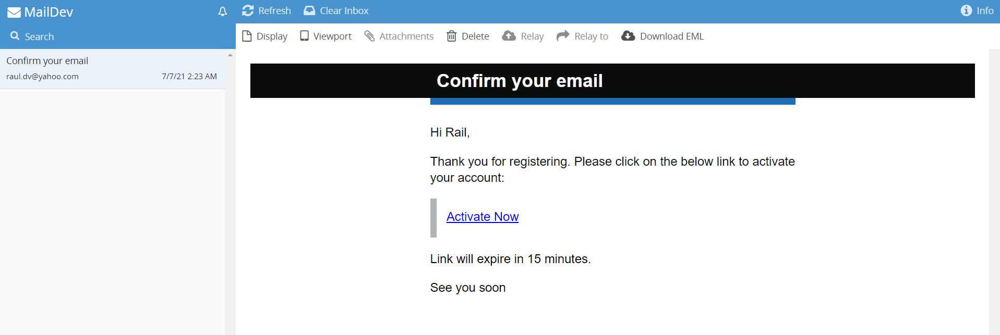 MailDev
Refresh
Clear Inbox
Info
Search
Display
Viewport
Attachments
Delete
Relay
Relay to
Download EML
Confirm your email
raul.dv@yahoo.com
7/7/21 2:23 AM
Confirm your email
Hi Rail,
Thank you for registering. Please click on the below link to activate
your account:
Activate Now
Link will expire in 15 minutes.
See you soon